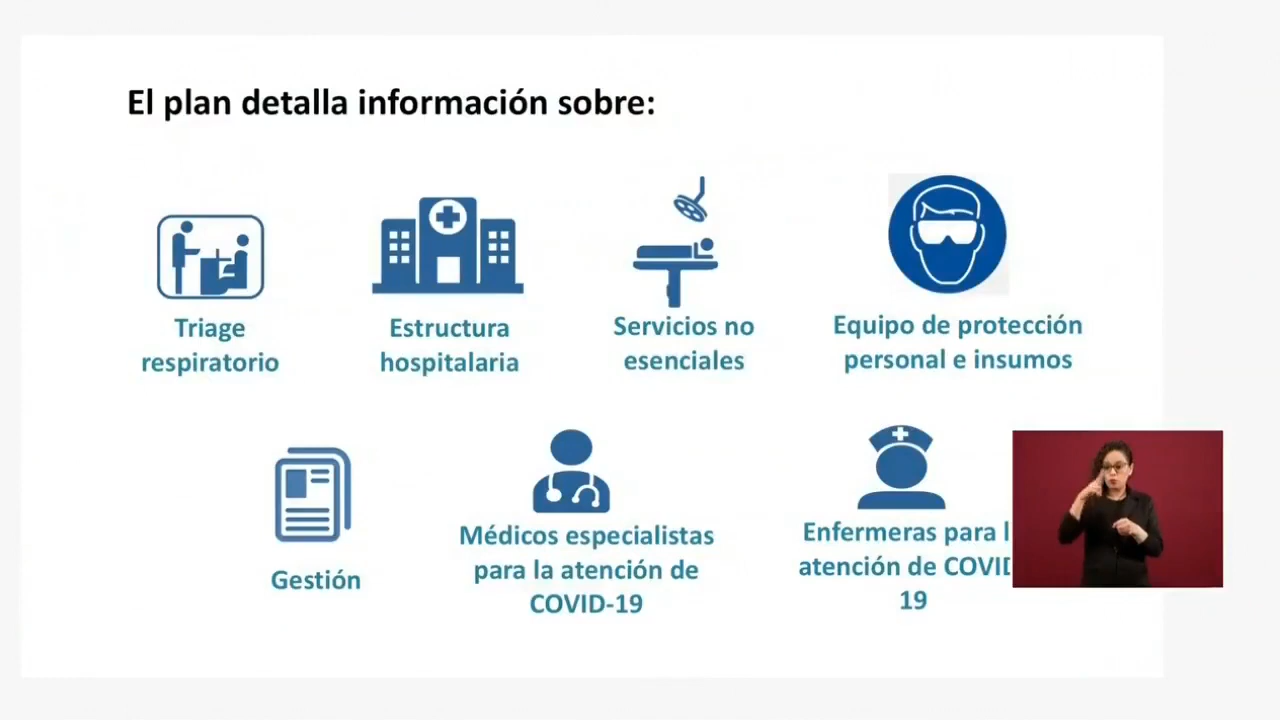 El plan detalla información sobre:
Triage
respiratorio
Estructura
hospitalaria
Servicios no
esenciales
Equipo de protección
personal e insumos
Gestión
Médicos especialistas
para la atención de
COVID-19
Enfermeras para
atención de
19